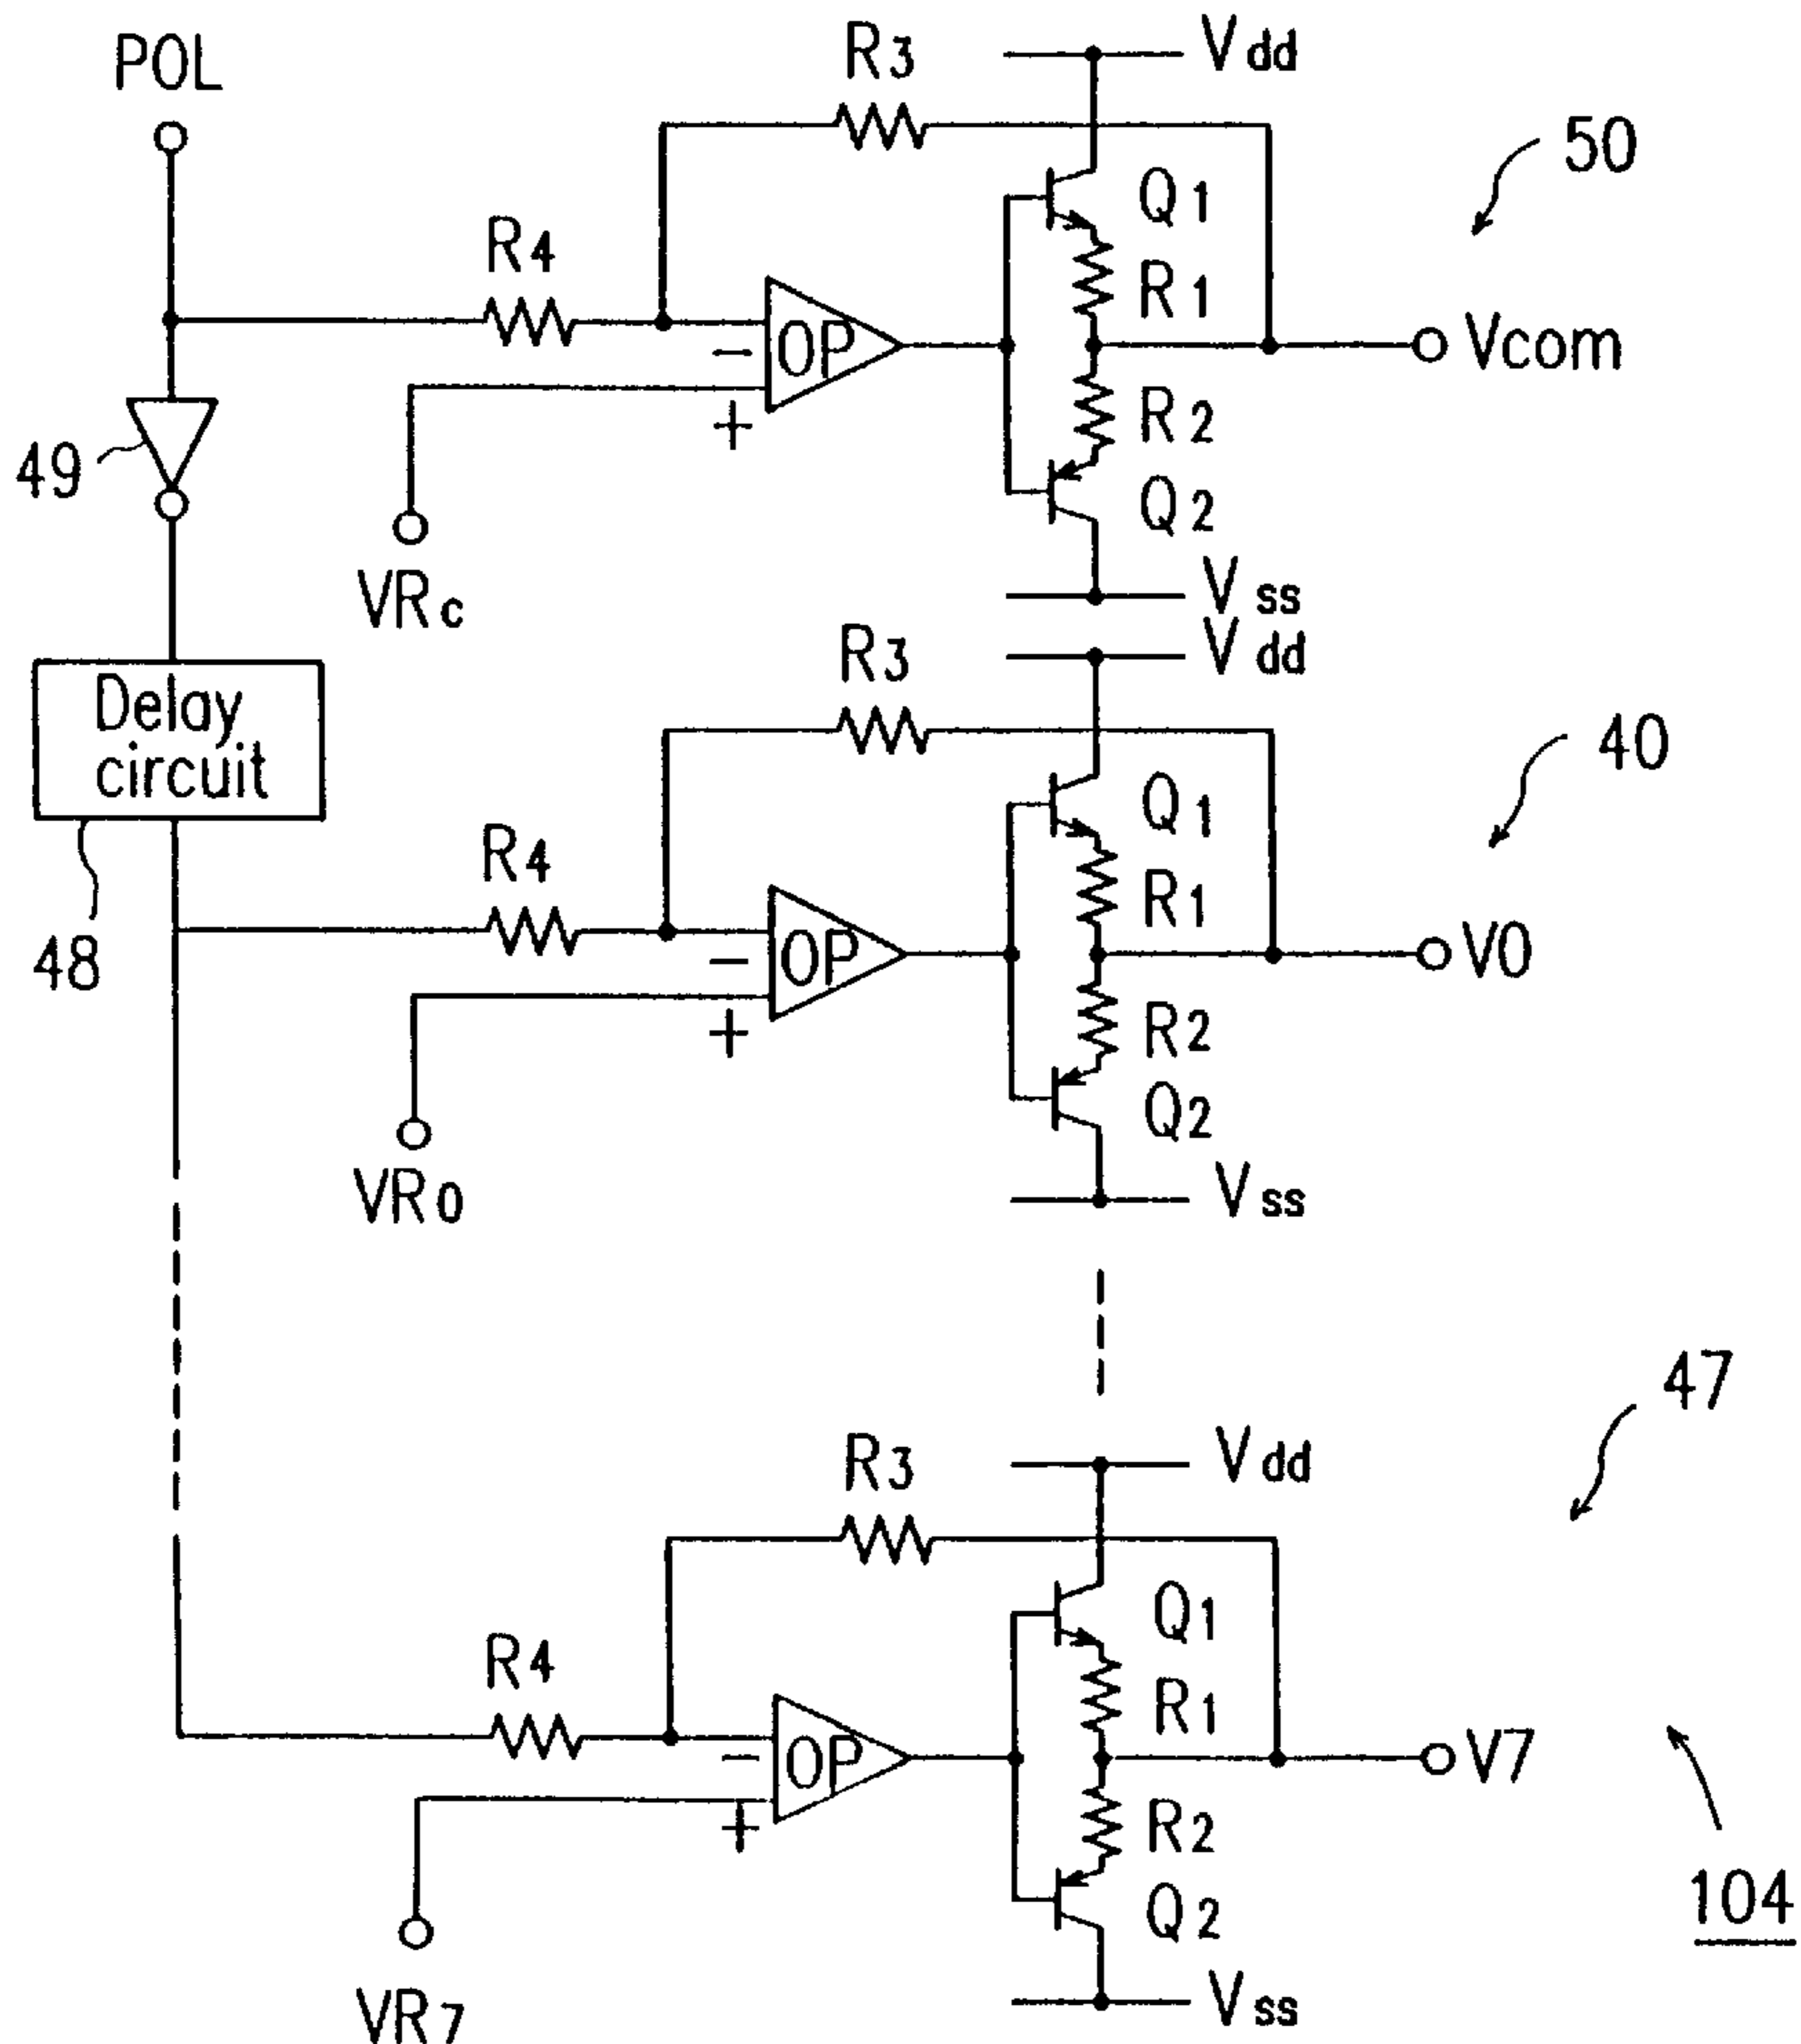 POL
R3
Vdd
50
Q1
R4
R1
− OP
Vcom
+
R2
49
Q2
VRc
Vss
Vdd
R3
Delay
circuit
40
Q1
R4
R1
− OP
V0
48
+
R2
Q2
VR0
Vss
47
R3
Vdd
Q1
R4
R1
− OP
V7
+
R2
104
Q2
VR7
Vss